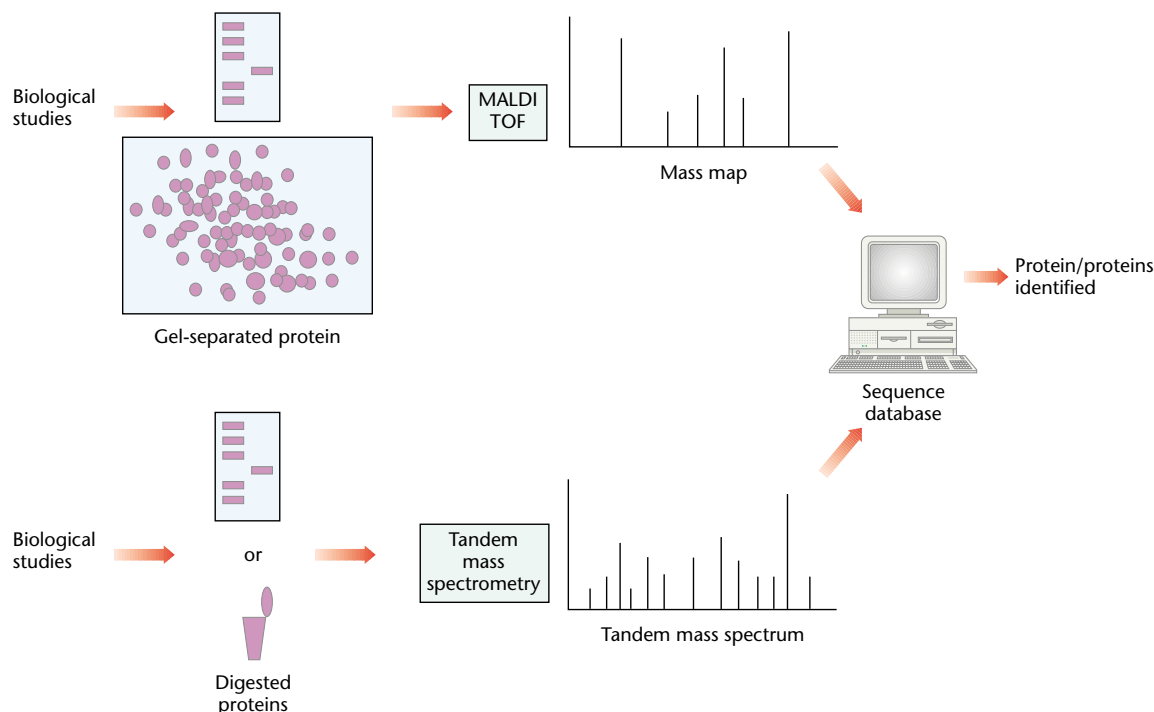 Biological
studies
MALDI
TOF
Mass map
Gel-separated protein
Protein/proteins
identified
Sequence
database
Biological
studies
or
Digested
proteins
Tandem
mass
spectrometry
Tandem mass spectrum